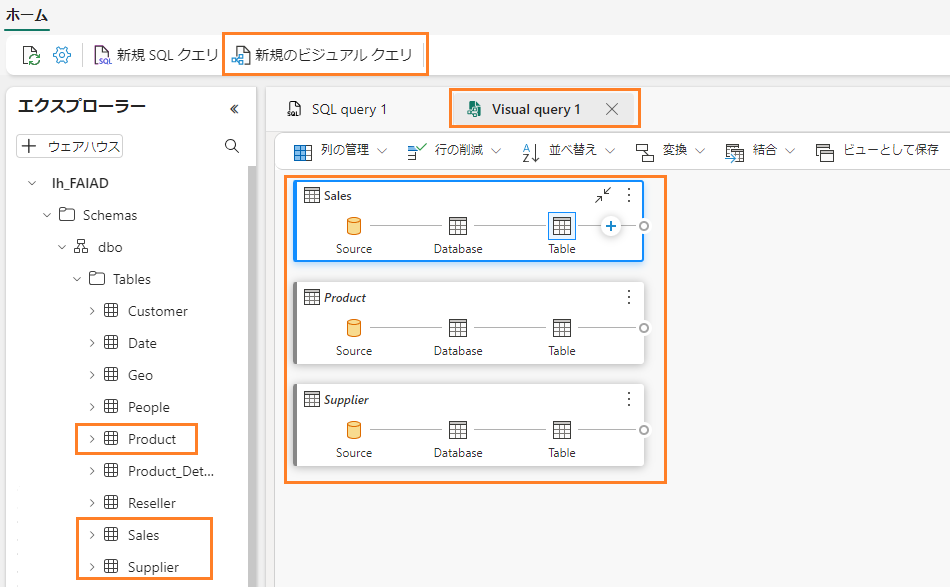 ホーム
新規 SQL クエリ
新規のビジュアル クエリ
エクスプローラー
ウェアハウス
lh_FAIAD
Schemas
dbo
Tables
Customer
Date
Geo
People
Product
Product_Det...
Reseller
Sales
Supplier
SQL query 1
Visual query 1
列の管理
行の削減
並べ替え
変換
結合
ビューとして保存
Sales
Source
Database
Table
Product
Source
Database
Table
Supplier
Source
Database
Table